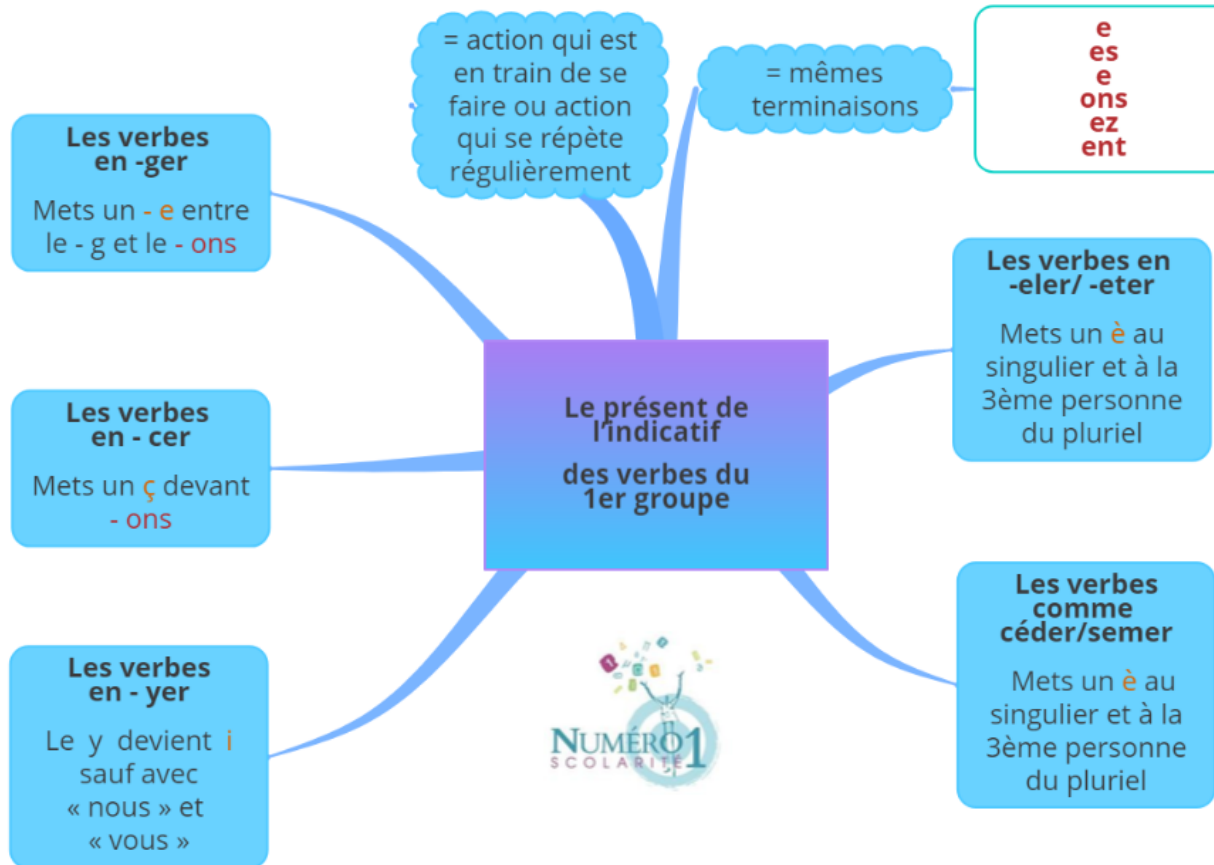 = action qui est
en train de se
faire ou action
qui se répète
régulièrement
= mêmes
terminaisons
e
es
e
ons
ez
ent
Les verbes
en -ger
Mets un - e entre
le - g et le - ons
Les verbes en
-eler/ -eter
Mets un è au
singulier et à la
3ème personne
du pluriel
Le présent de
l'indicatif
des verbes du
1er groupe
Les verbes
en - cer
Mets un ç devant
- ons
Les verbes
comme
céder/semer
Mets un è au
singulier et à la
3ème personne
du pluriel
Les verbes
en - yer
Le y devient i
sauf avec
« nous » et
« vous »
NUMÉRO 1
SCOLARITÉ